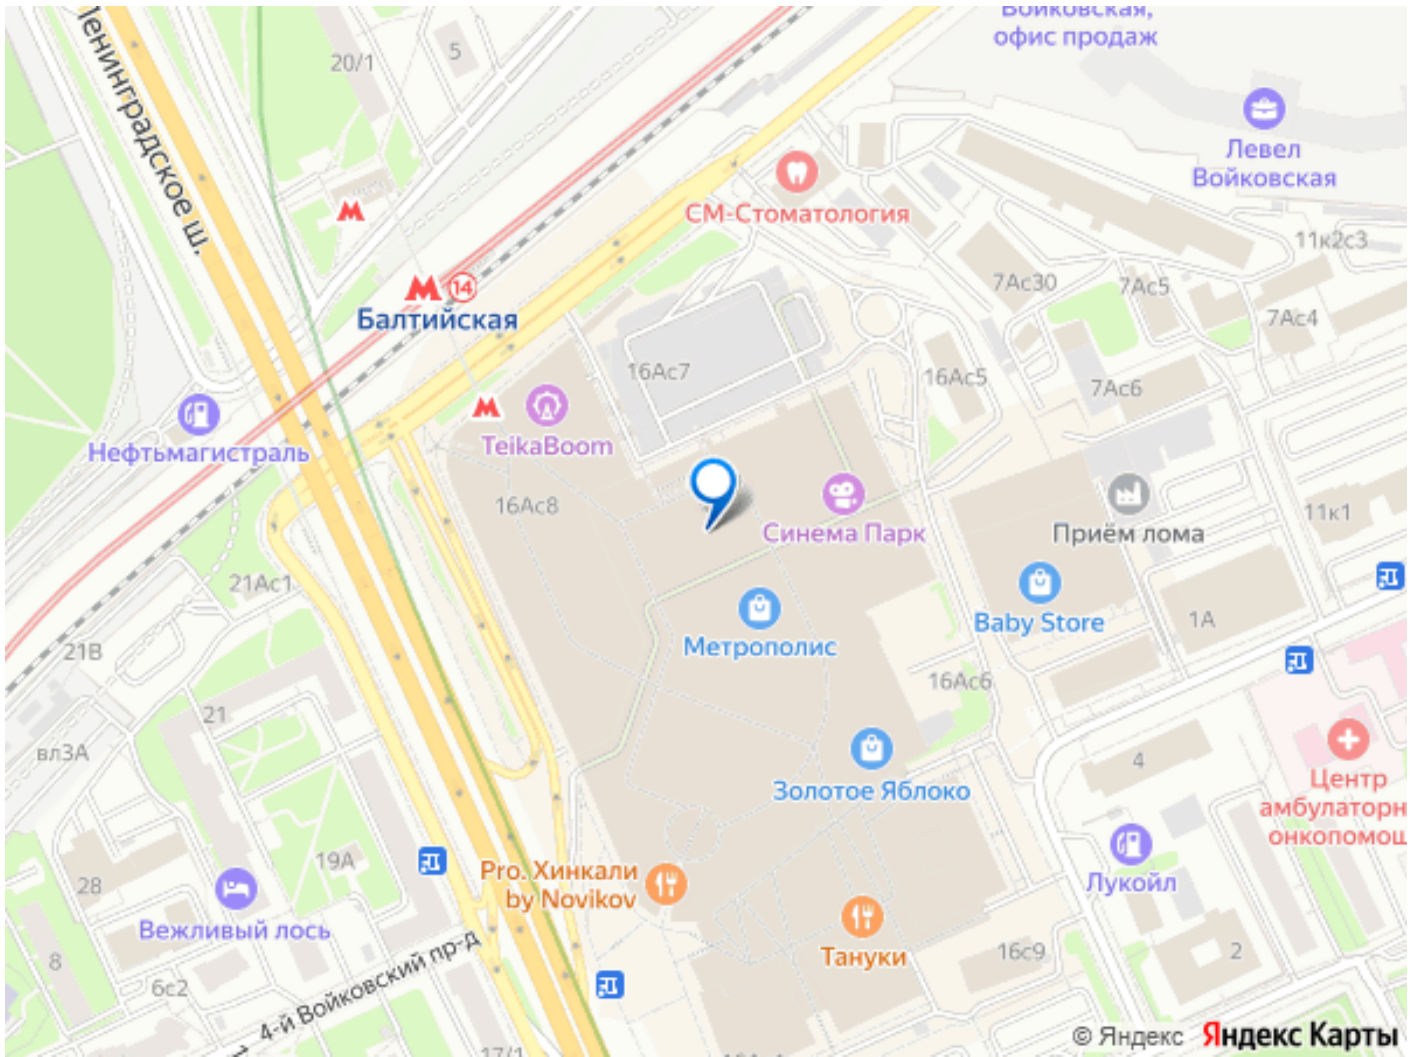 Войковская,
офис продаж
Ленинградское ш.
20/1
5
Левел
Войковская
СМ-Стоматология
11к2с3
7Ас30
7Ас5
7Ас4
14
Балтийская
16Ас7
16Ас5
7Ас6
TeikaBoom
Нефтьмагистраль
16Ас8
Синема Парк
Приём лома
11к1
21Ас1
Baby Store
1А
21В
Метрополис
16Ас6
21
вл3А
4
Золотое Яблоко
Центр
амбулаторн
онкопомощ
19А
Pro. Хинкали
by Novikov
Лукойл
28
Вежливый лось
Тануки
16с9
2
8
6с2
4-й Войковский пр-д
17/1
© Яндекс Яндекс Карты